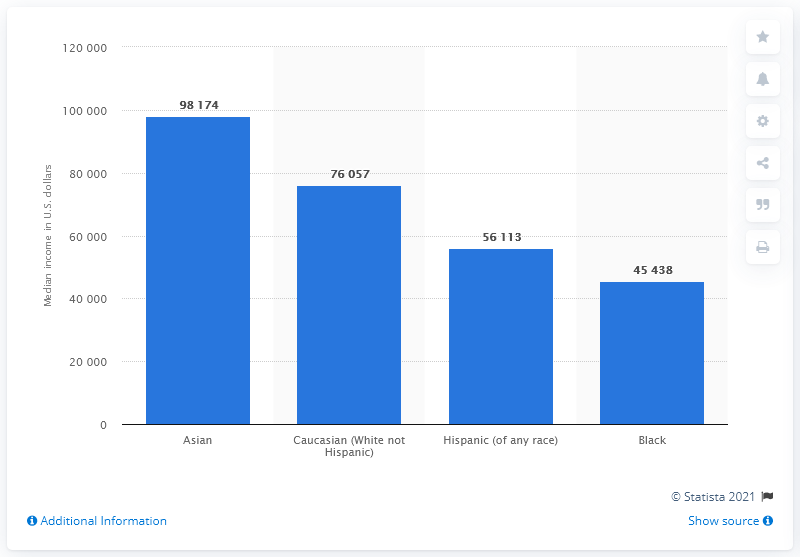 120 000
100 000
80 000
60 000
40 000
20 000
0
Median income in U.S. dollars
98 174
76 057
56 113
45 438
Asian
Caucasian (White not
Hispanic)
Hispanic (of any race)
Black
© Statista 2021
Additional Information
Show source